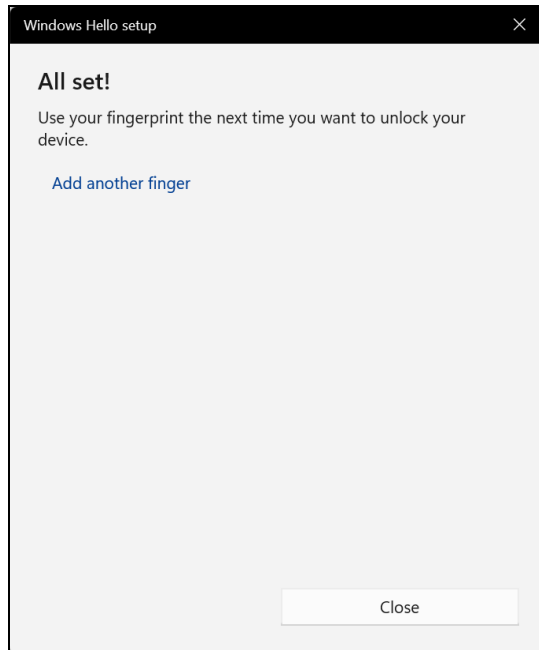 Windows Hello setup
All set!
Use your fingerprint the next time you want to unlock your
device.
Add another finger
Close